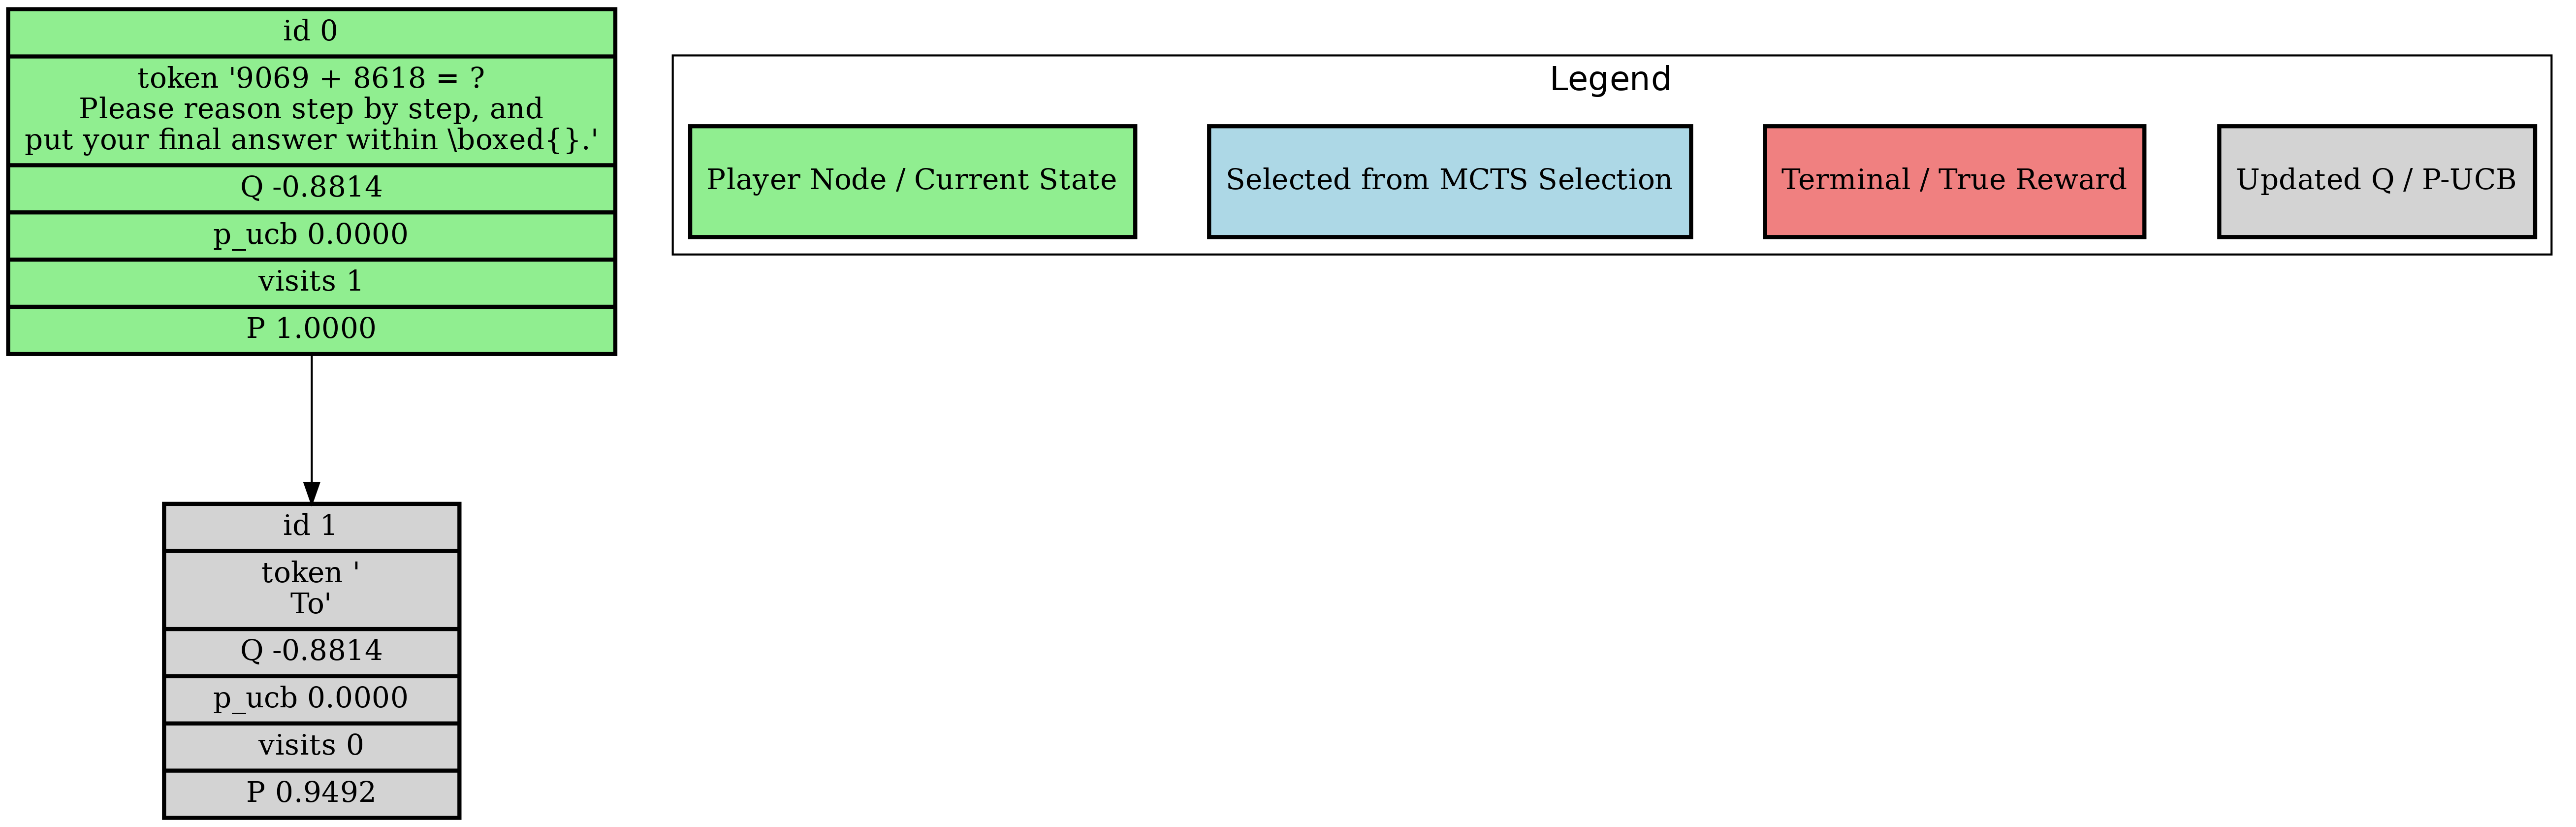 id 0
token '9069 + 8618 = ?
Please reason step by step, and
put your final answer within \boxed{}.'
Q -0.8814
p_ucb 0.0000
visits 1
P 1.0000
Legend
Player Node / Current State
Selected from MCTS Selection
Terminal / True Reward
Updated Q / P-UCB
id 1
token '
To'
Q -0.8814
p_ucb 0.0000
visits 0
P 0.9492